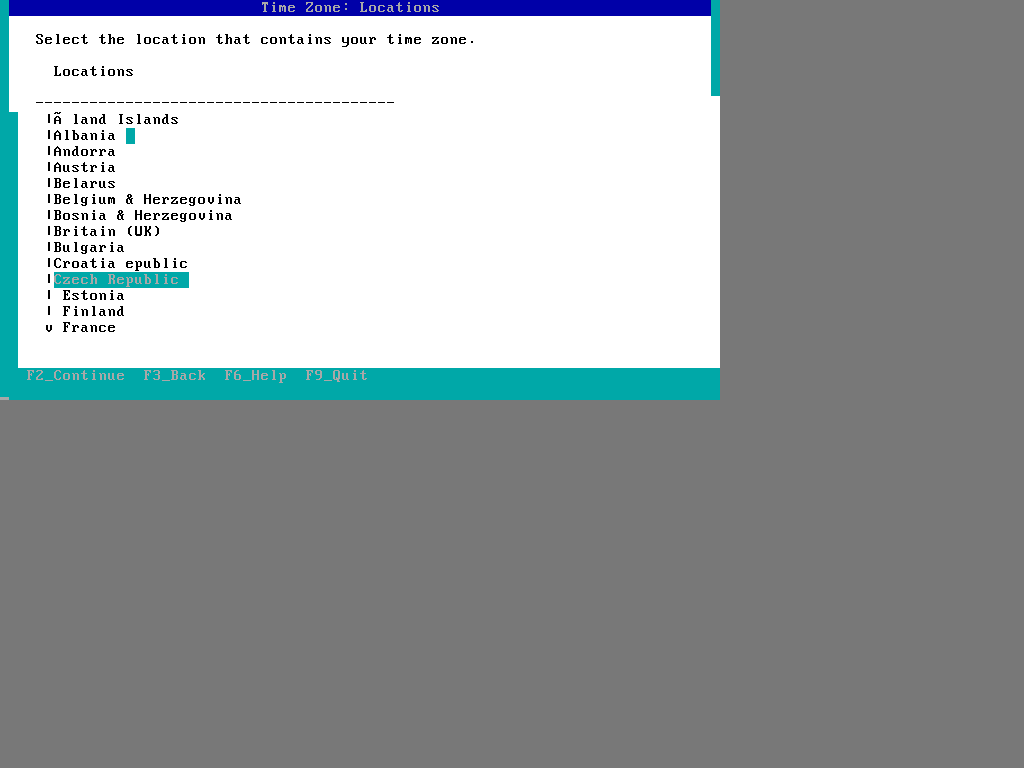 Time Zone: Locations
Select the location that contains your time zone.
Locations
----------------------------------------
|Ã land Islands
|Albania
|Andorra
|Austria
|Belarus
|Belgium & Herzegovina
|Bosnia & Herzegovina
|Britain (UK)
|Bulgaria
|Croatia epublic
|Czech Republic
| Estonia
| Finland
v France
F2_Continue F3_Back F6_Help F9_Quit